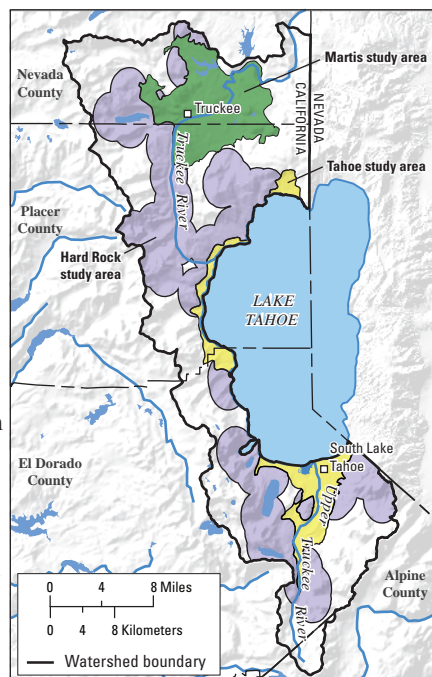 Nevada
County
Martis study area
Truckee
NEVADA
CALIFORNIA
Truckee River
Tahoe study area
Placer
County
Hard Rock
study area
LAKE
TAHOE
South Lake
Tahoe
El Dorado
County
Upper
Truckee
River
Alpine
County
0 4 8 Miles
0 4 8 Kilometers
Watershed boundary